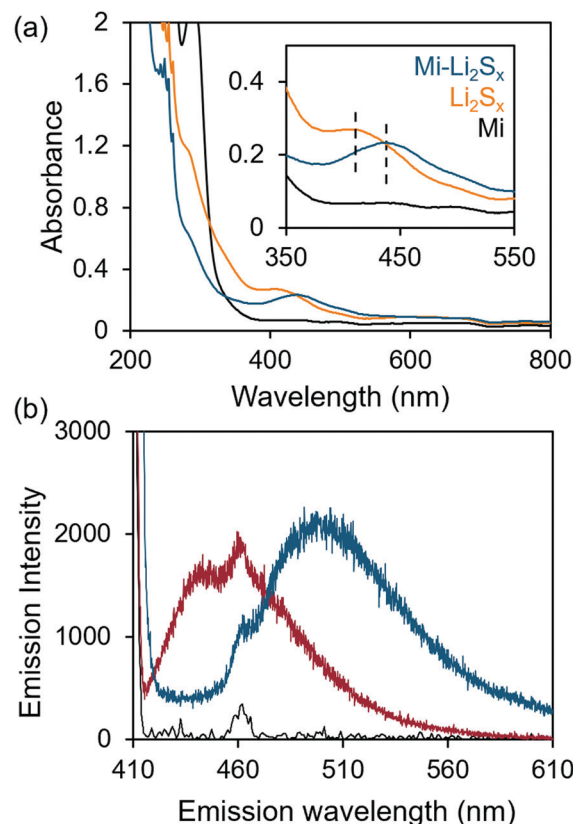 (a)
Absorbance
2
1.6
1.2
0.8
0.4
0
200
400
600
800
Wavelength (nm)
0.4
0.2
0
350
450
550
Mi-Li₂Sₓ
Li₂Sₓ
Mi
(b)
Emission Intensity
3000
2000
1000
0
410
460
510
560
610
Emission wavelength (nm)